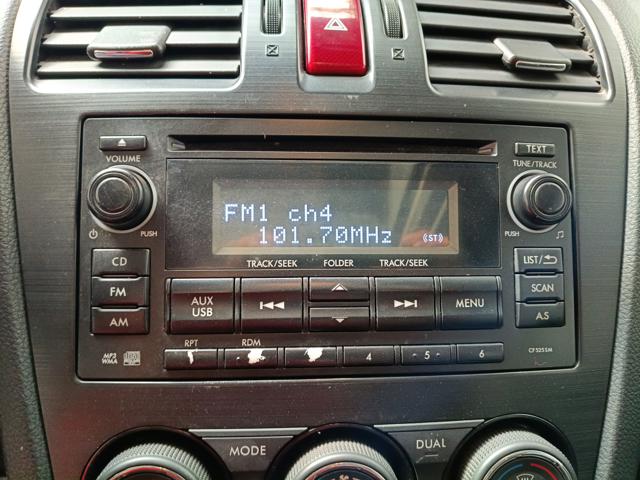 TEXT
VOLUME
TUNE/TRACK
FM1 ch4
101.70MHz
(ST)
PUSH
PUSH
TRACK/SEEK
FOLDER
TRACK/SEEK
CD
LIST/
FM
AUX
USB
MENU
SCAN
AM
A.S
RPT
RDM
4
5
6
MP3
WMA
CF525SM
MODE
DUAL